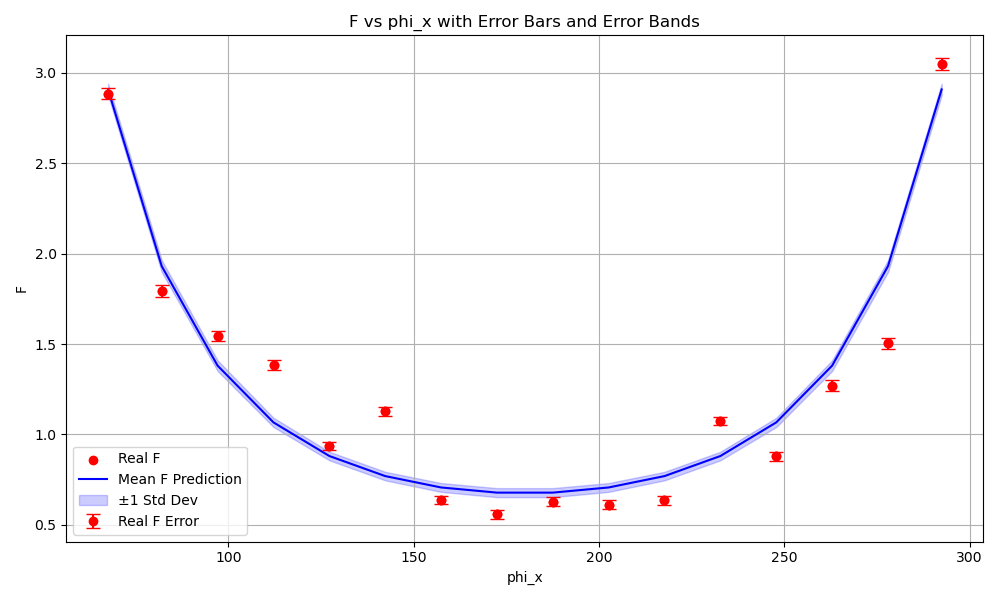 F vs phi_x with Error Bars and Error Bands
F
3.0
2.5
2.0
1.5
1.0
0.5
Real F
Mean F Prediction
±1 Std Dev
Real F Error
100
150
200
250
300
phi_x